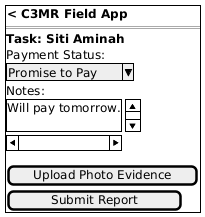 < C3MR Field App
Task: Siti Aminah
Payment Status:
Promise to Pay
Notes:
Will pay tomorrow.
Upload Photo Evidence
Submit Report